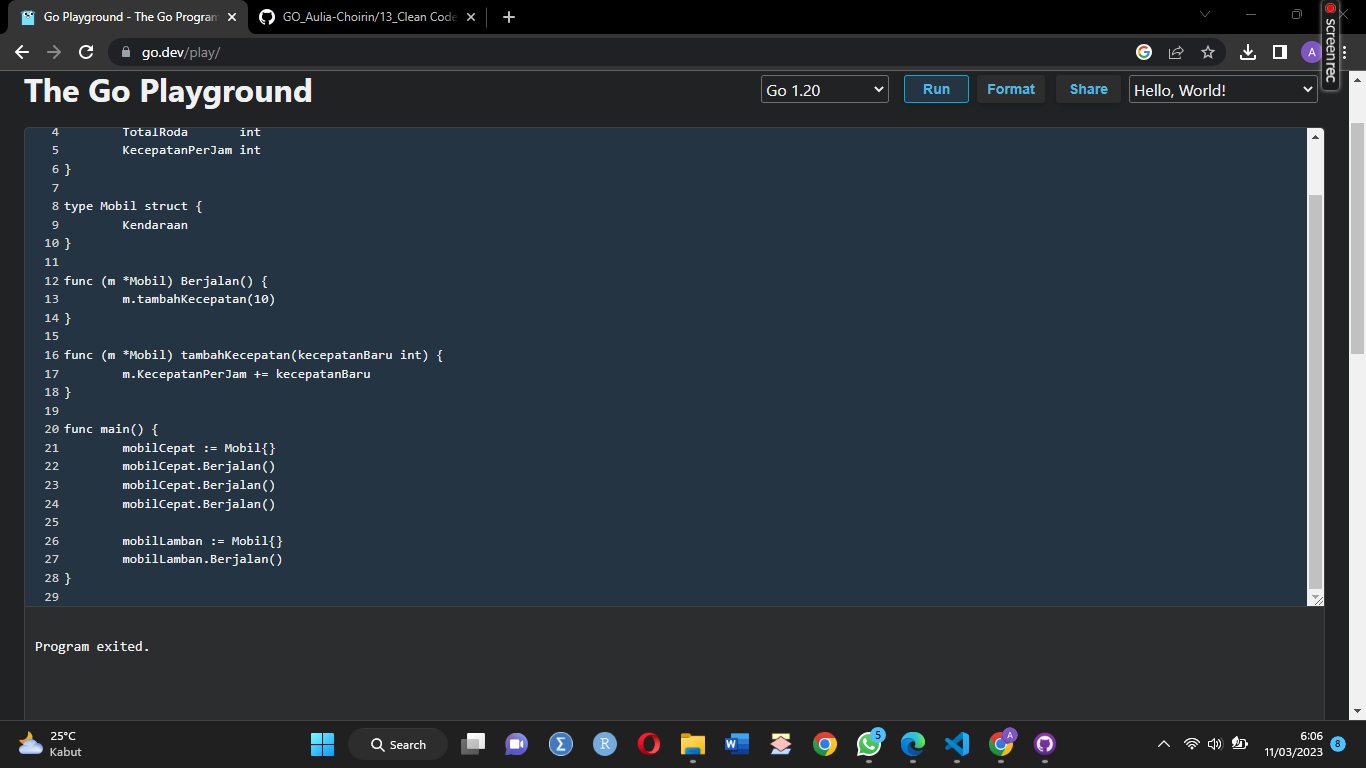 Go Playground - The Go Program
GO_Aulia-Choirin/13_Clean Code
screenrec
go.dev/play/
A
The Go Playground
Go 1.20
Run
Format
Share
Hello, World!
4 TotalRoda int
5 KecepatanPerJam int
6 }
7
8 type Mobil struct {
9 Kendaraan
10 }
11
12 func (m *Mobil) Berjalan() {
13 m.tambahKecepatan(10)
14 }
15
16 func (m *Mobil) tambahKecepatan(kecepatanBaru int) {
17 m.KecepatanPerJam += kecepatanBaru
18 }
19
20 func main() {
21 mobilCepat := Mobil{}
22 mobilCepat.Berjalan()
23 mobilCepat.Berjalan()
24 mobilCepat.Berjalan()
25
26 mobilLamban := Mobil{}
27 mobilLamban.Berjalan()
28 }
29
Program exited.
25°C
Kabut
Search
Σ
R
W
5
A
6:06
11/03/2023
8